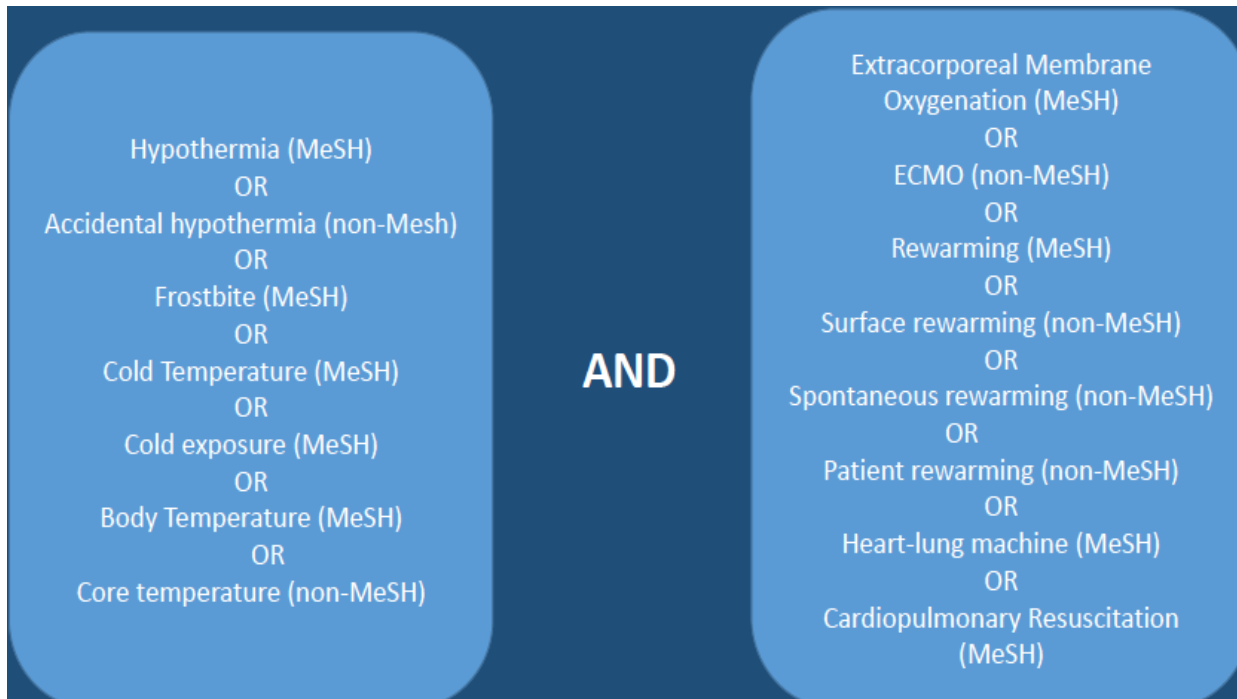 Hypothermia (MeSH)
OR
Accidental hypothermia (non-Mesh)
OR
Frostbite (MeSH)
OR
Cold Temperature (MeSH)
OR
Cold exposure (MeSH)
OR
Body Temperature (MeSH)
OR
Core temperature (non-MeSH)
AND
Extracorporeal Membrane
Oxygenation (MeSH)
OR
ECMO (non-MeSH)
OR
Rewarming (MeSH)
OR
Surface rewarming (non-MeSH)
OR
Spontaneous rewarming (non-MeSH)
OR
Patient rewarming (non-MeSH)
OR
Heart-lung machine (MeSH)
OR
Cardiopulmonary Resuscitation
(MeSH)